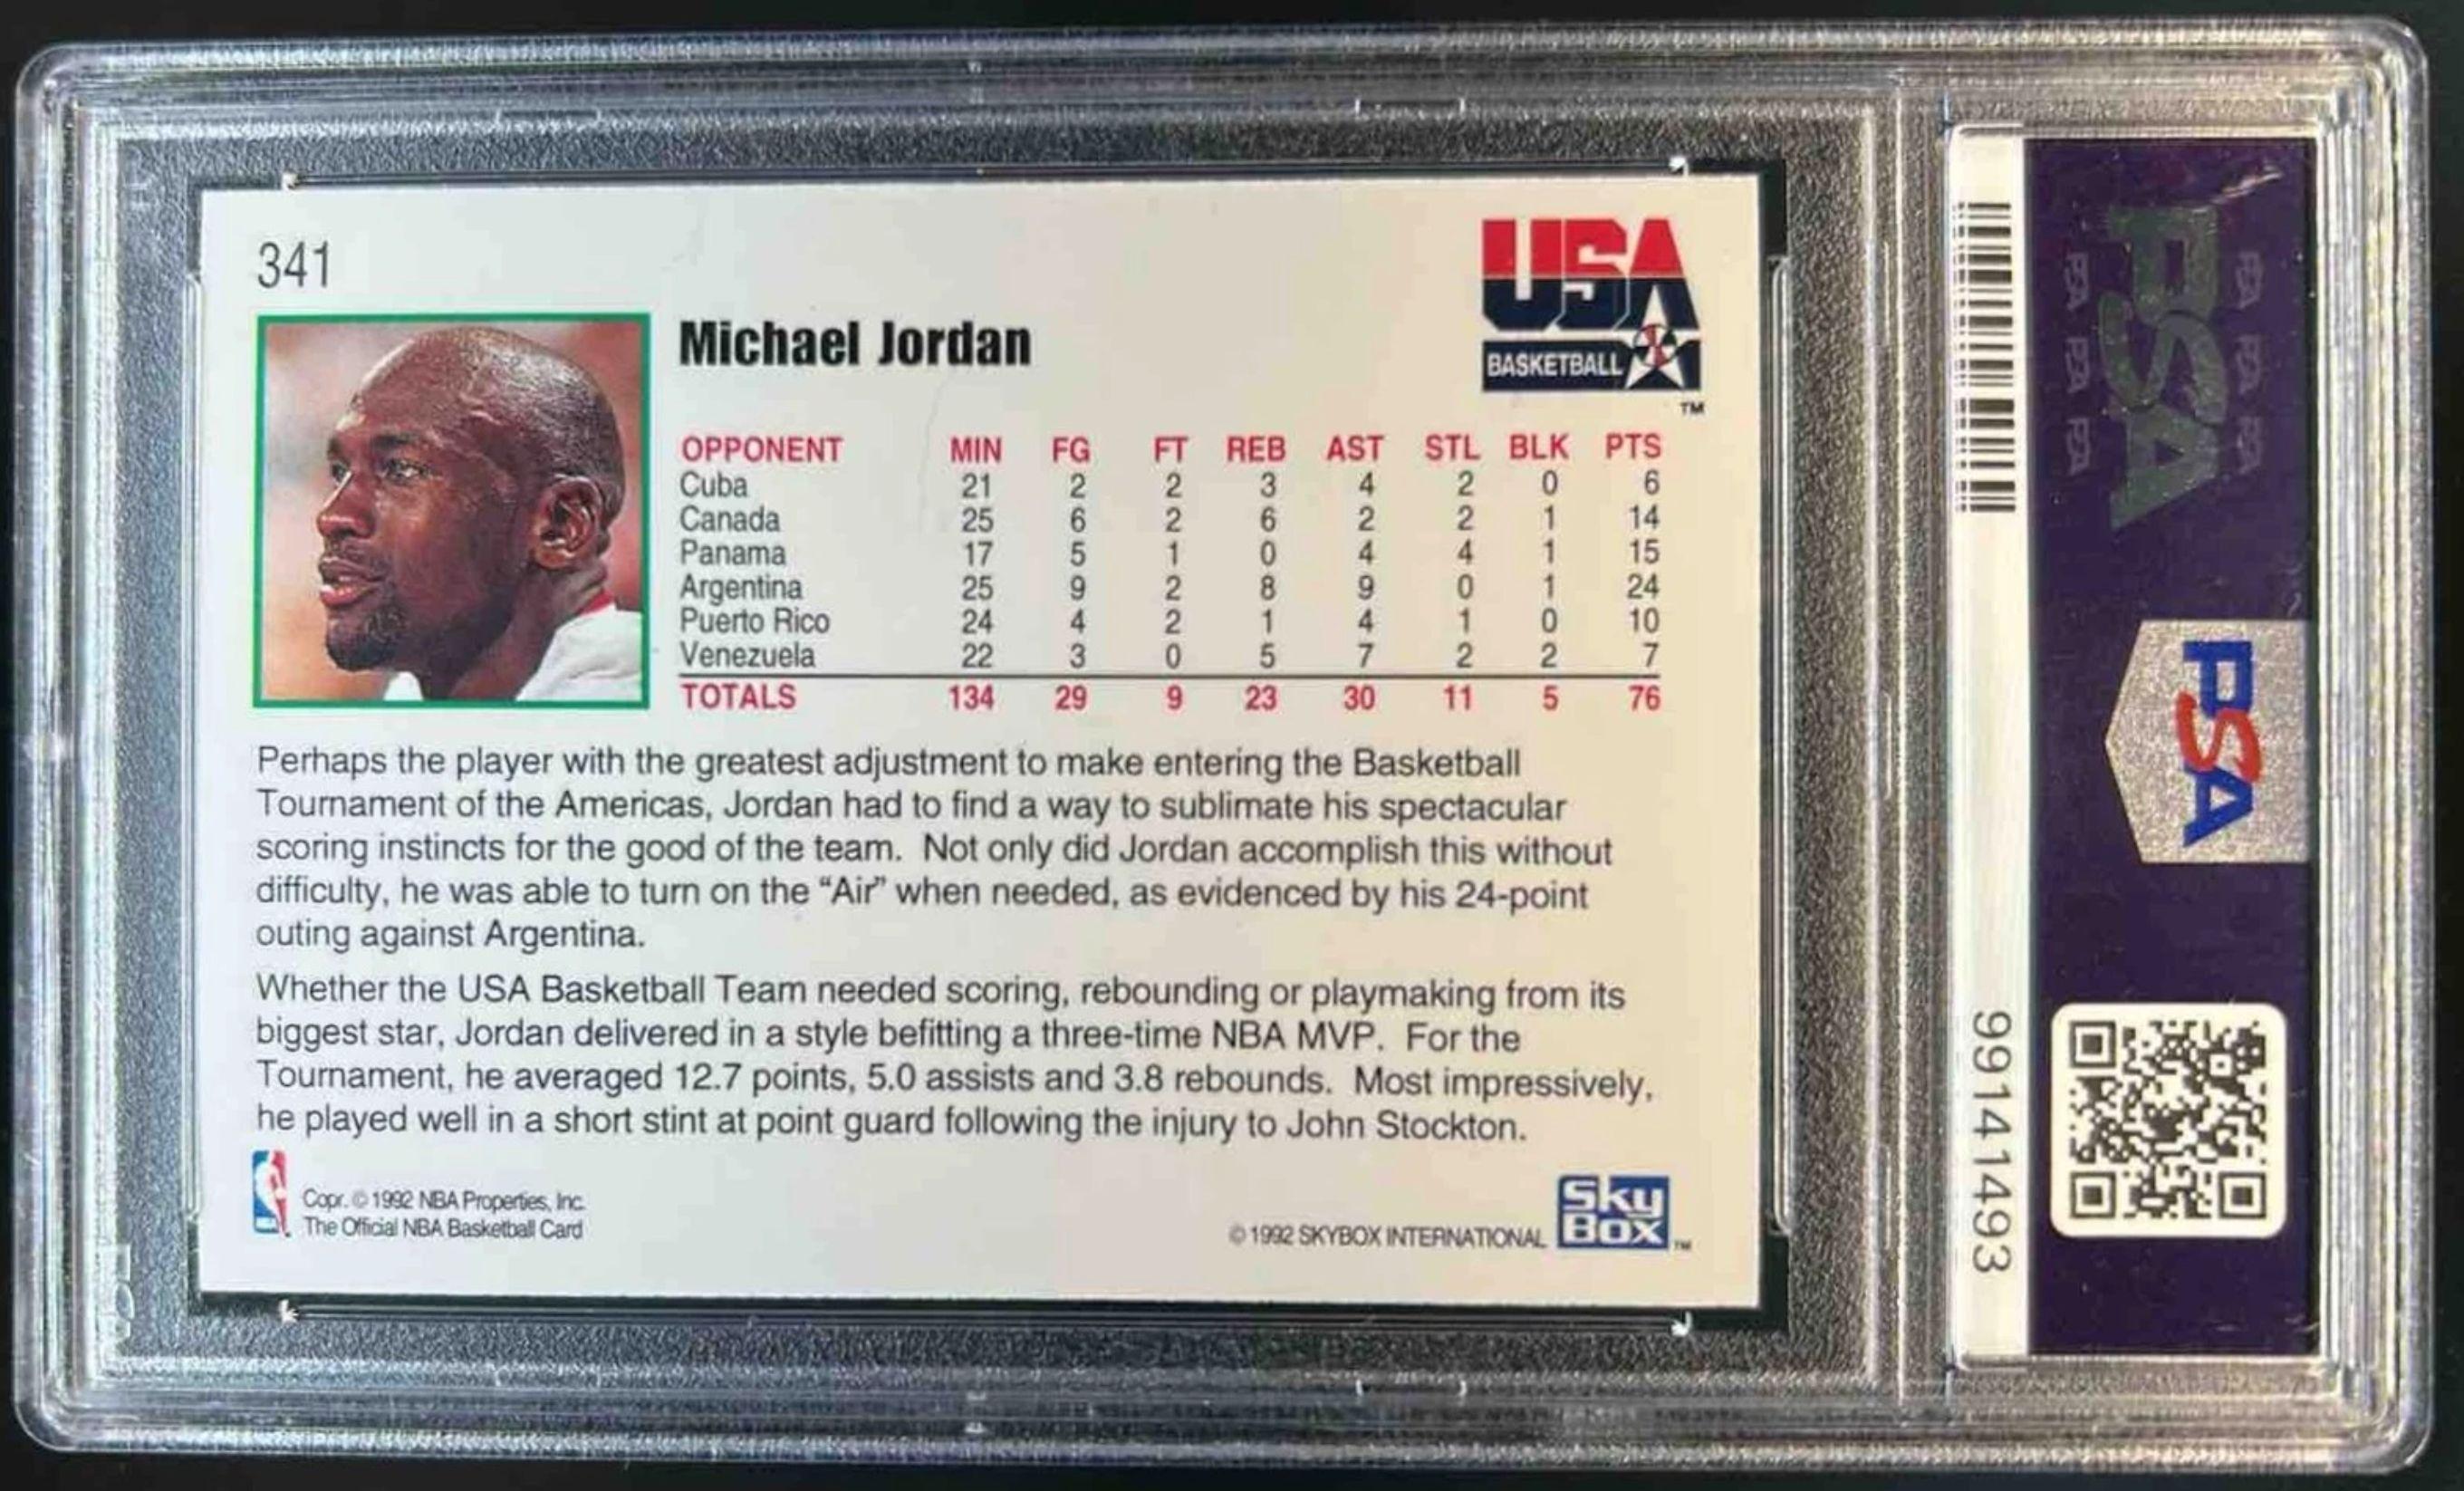 341
USA
BASKETBALL
TM
Michael Jordan
OPPONENT MIN FG FT REB AST STL BLK PTS
Cuba 21 2 2 3 4 2 0 6
Canada 25 6 2 6 2 2 1 14
Panama 17 5 1 0 4 4 1 15
Argentina 25 9 2 8 9 0 1 24
Puerto Rico 24 4 2 1 4 1 0 10
Venezuela 22 3 0 5 7 2 2 7
TOTALS 134 29 9 23 30 11 5 76
Perhaps the player with the greatest adjustment to make entering the Basketball
Tournament of the Americas, Jordan had to find a way to sublimate his spectacular
scoring instincts for the good of the team. Not only did Jordan accomplish this without
difficulty, he was able to turn on the “Air” when needed, as evidenced by his 24-point
outing against Argentina.
Whether the USA Basketball Team needed scoring, rebounding or playmaking from its
biggest star, Jordan delivered in a style befitting a three-time NBA MVP. For the
Tournament, he averaged 12.7 points, 5.0 assists and 3.8 rebounds. Most impressively,
he played well in a short stint at point guard following the injury to John Stockton.
Copr. © 1992 NBA Properties, Inc.
The Official NBA Basketball Card
© 1992 SKYBOX INTERNATIONAL
SkyBox
TM
99141493
PSA
PSA PSA PSA
PSA PSA PSA
PSA